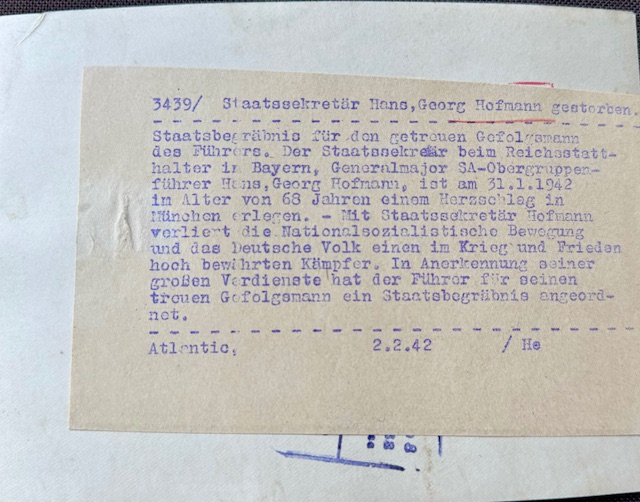 3439/ Staatssekretär Hans,Georg Hofmann gestorben.
Staatsbegräbnis für den getreuen Gefolgsmann
des Führers. Der Staatssekretär beim Reichsstatt-
halter in Bayern, Generalmajor SA-Obergruppen-
führer Hans,Georg Hofmann, ist am 31.1.1942
im Alter von 68 Jahren einem Herzschlag in
München erlegen. - Mit Staatssekretär Hofmann
verliert die Nationalsozialistische Bewegung
und das Deutsche Volk einen im Krieg und Frieden
hoch bewährten Kämpfer. In Anerkennung seiner
großen Verdienste hat der Führer für seinen
treuen Gefolgsmann ein Staatsbegräbnis angeord-
net.
Atlantic, 2.2.42 / He